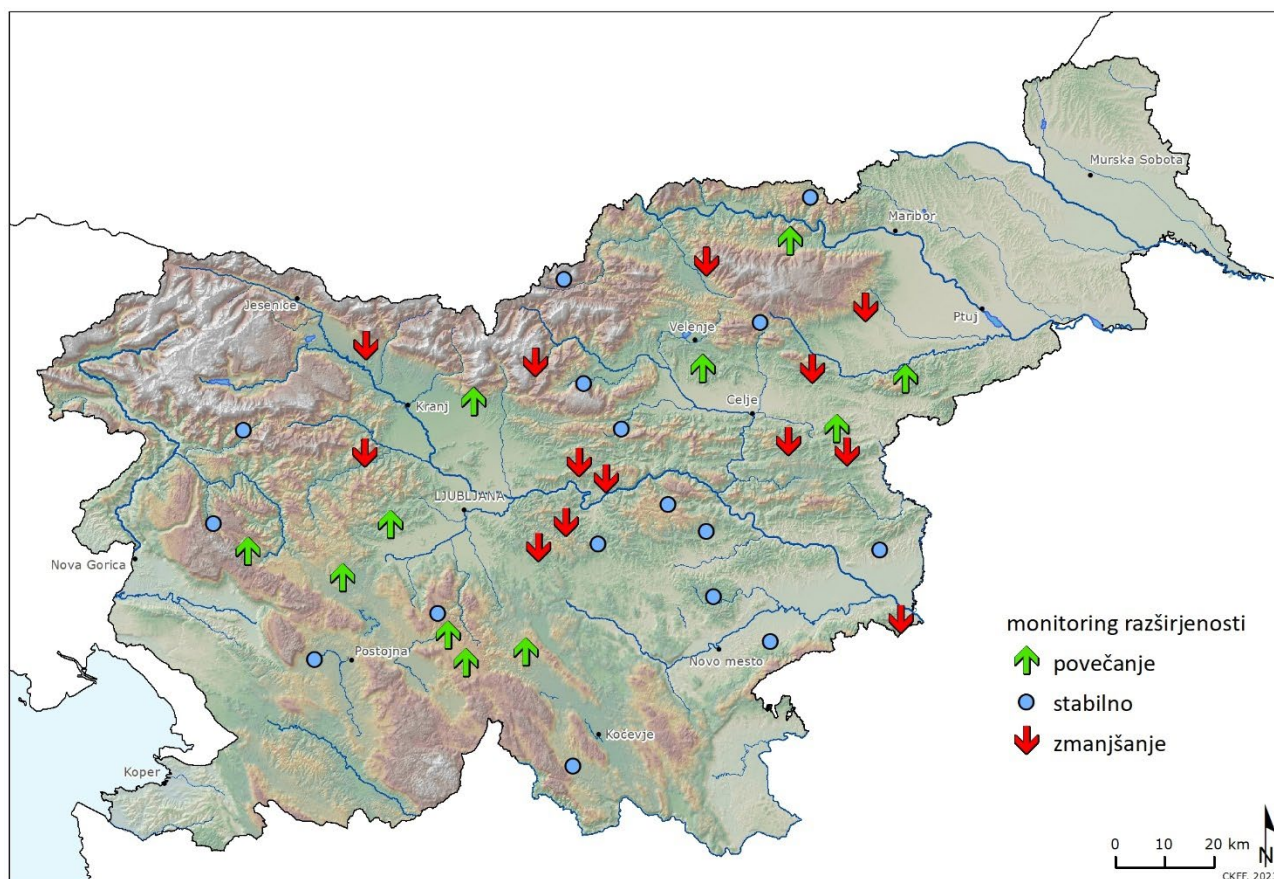 Murska Sobota
Maribor
Jesenice
Ptuj
Velenje
Kranj
Celje
LJUBLJANA
Nova Gorica
Postojna
Novo mesto
Kočevje
Koper
monitoring razširjenosti
povečanje
stabilno
zmanjšanje
0 10 20 km
N
CKFF,